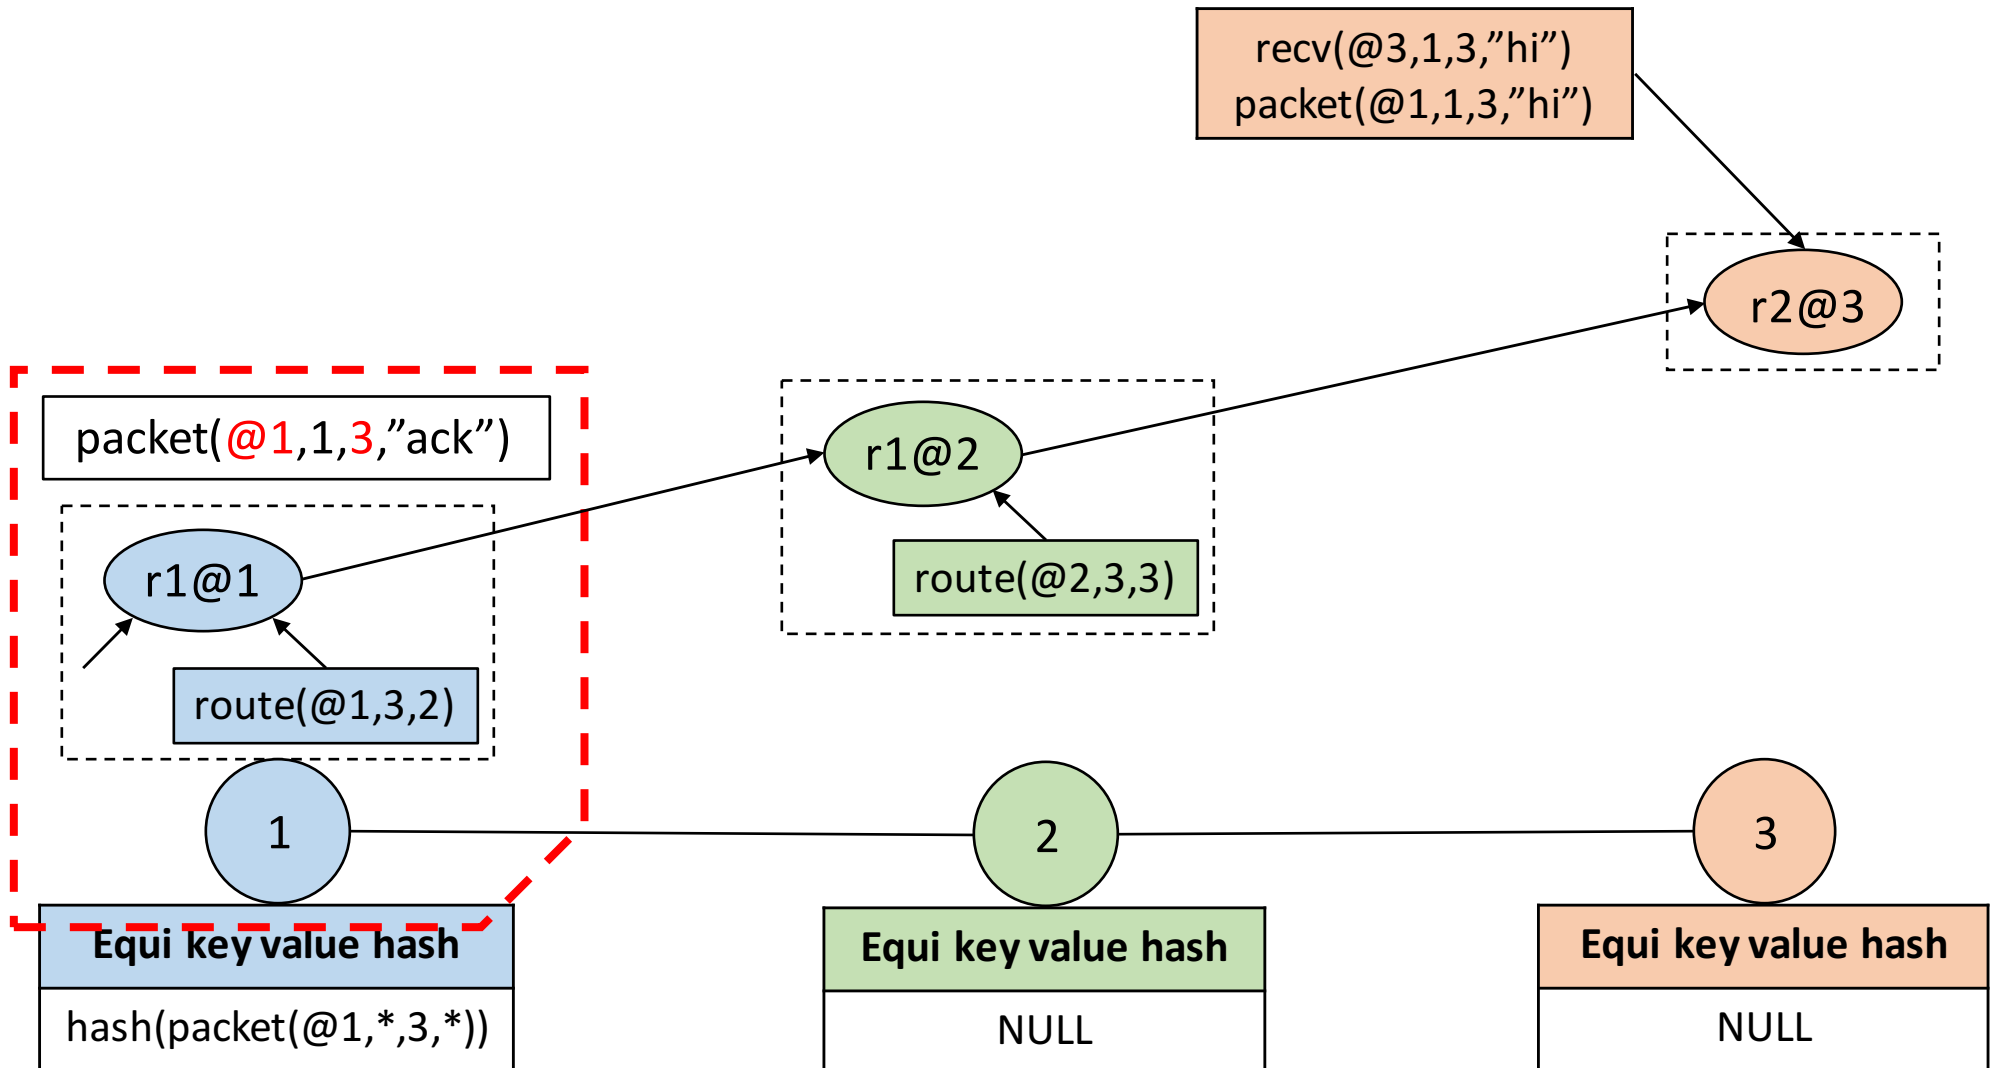 recv(@3,1,3,”hi”)
packet(@1,1,3,”hi”)
r2@3
packet(@1,1,3,”ack”)
r1@2
route(@2,3,3)
r1@1
route(@1,3,2)
1
2
3
Equi key value hash
hash(packet(@1,*,3,*))
Equi key value hash
NULL
Equi key value hash
NULL